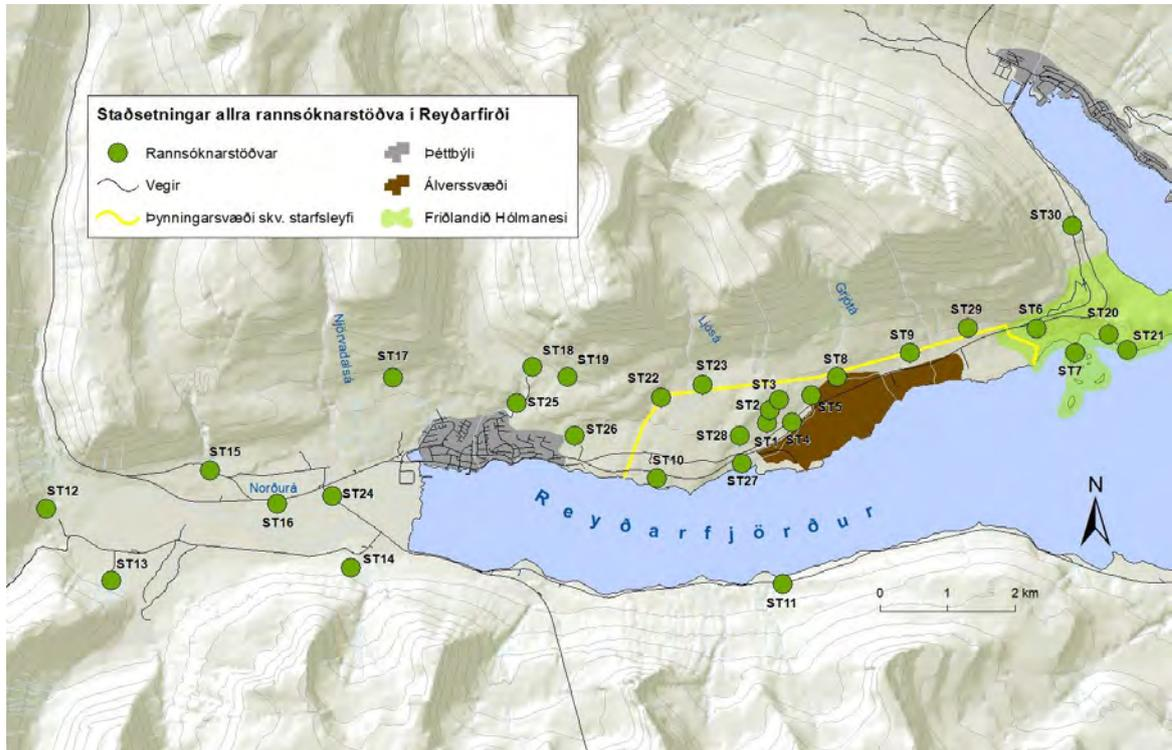 Staðsetningar allra rannsóknarstöðva í Reyðarfirði
Rannsóknarstöðvar
Þéttbýli
Vegir
Álverssvæði
Þynningarsvæði skv. starfsleyfi
Friðlandið Hólmanesi
ST30
Grjótá
Ljósá
Njörvadalsá
ST29
ST6
ST20
ST21
ST9
ST7
ST17
ST18
ST19
ST22
ST23
ST8
ST3
ST25
ST2
ST5
ST26
ST28
ST1
ST4
ST15
ST10
ST27
ST12
Norðurá
ST24
ST16
Reyðarfjörður
N
ST13
ST14
ST11
0 1 2 km